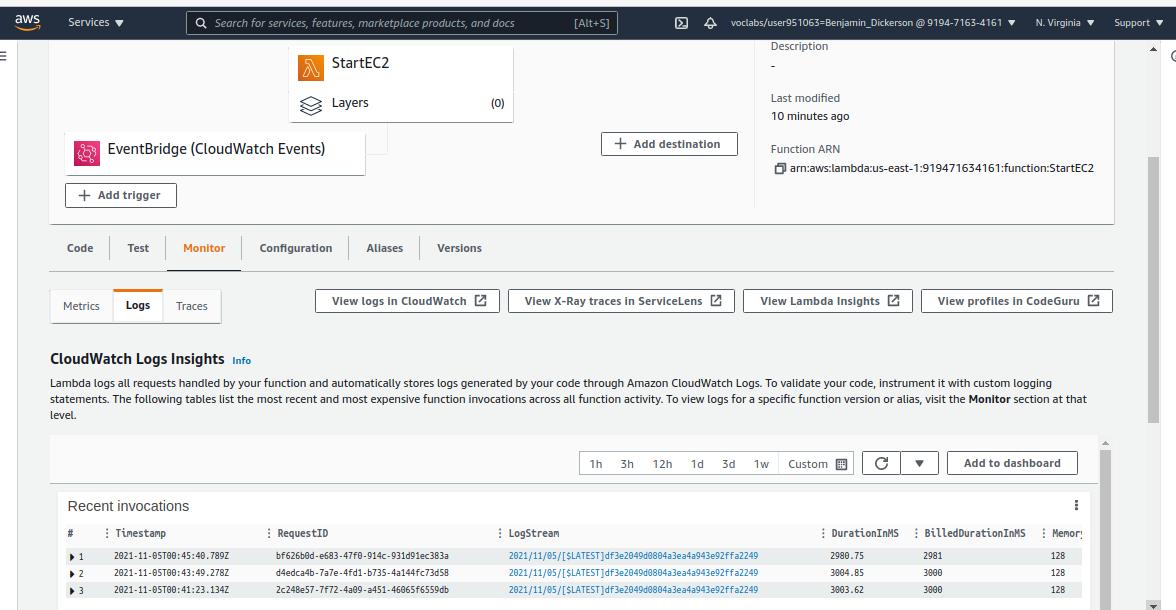 aws Services ▼ Search for services, features, marketplace products, and docs [Alt+S] voclabs/user951063=Benjamin_Dickerson @ 9194-7163-4161 ▼ N. Virginia ▼ Support ▼
StartEC2
Layers (0)
EventBridge (CloudWatch Events)
+ Add trigger
+ Add destination
Description
-
Last modified
10 minutes ago
Function ARN
arn:aws:lambda:us-east-1:919471634161:function:StartEC2
Code Test Monitor Configuration Aliases Versions
Metrics Logs Traces View logs in CloudWatch View X-Ray traces in ServiceLens View Lambda Insights View profiles in CodeGuru
CloudWatch Logs Insights Info
Lambda logs all requests handled by your function and automatically stores logs generated by your code through Amazon CloudWatch Logs. To validate your code, instrument it with custom logging
statements. The following tables list the most recent and most expensive function invocations across all function activity. To view logs for a specific function version or alias, visit the Monitor section at that
level.
1h 3h 12h 1d 3d 1w Custom Add to dashboard
Recent invocations
# Timestamp RequestID LogStream DurationInMS BilledDurationInMS Memory
1 2021-11-05T00:45:40.789Z bf626b0d-e683-47f0-914c-931d91ec383a 2021/11/05/[$LATEST]df3e2049d0804a3ea4a943e92ffa2249 2980.75 2981 128
2 2021-11-05T00:43:49.278Z d4edca4b-7a7e-4fd1-b735-4a144fc73d58 2021/11/05/[$LATEST]df3e2049d0804a3ea4a943e92ffa2249 3004.85 3000 128
3 2021-11-05T00:41:23.134Z 2c248e57-7f72-4a09-a451-46065f6559db 2021/11/05/[$LATEST]df3e2049d0804a3ea4a943e92ffa2249 3003.62 3000 128